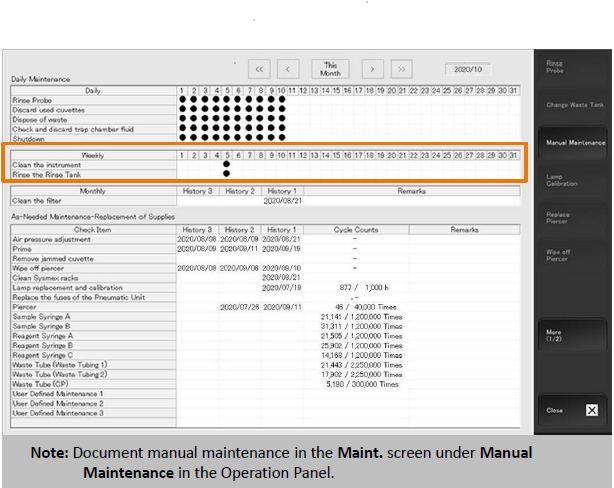 << < This Month > >> 2020/10
Daily Maintenance
Daily 1 2 3 4 5 6 7 8 9 10 11 12 13 14 15 16 17 18 19 20 21 22 23 24 25 26 27 28 29 30 31
Rinse Probe
Discard used cuvettes
Dispose of waste
Check and discard trap chamber fluid
Shutdown
Weekly 1 2 3 4 5 6 7 8 9 10 11 12 13 14 15 16 17 18 19 20 21 22 23 24 25 26 27 28 29 30 31
Clean the instrument
Rinse the Rinse Tank
Monthly History 3 History 2 History 1 Remarks
Clean the filter 2020/08/21
As-Needed Maintenance-Replacement of Supplies
Check Item History 3 History 2 History 1 Cycle Counts Remarks
Air pressure adjustment 2020/08/08 2020/08/09 2020/08/21 -
Prime 2020/08/09 2020/09/11 2020/09/19 -
Remove jammed cuvette -
Wipe off piercer 2020/08/08 2020/09/06 2020/09/10 -
Clean Sysmex racks 2020/08/21
Lamp replacement and calibration 2020/07/19 877 / 1,000 h
Replace the fuses of the Pneumatic Unit -
Piercer 2020/07/26 2020/09/11 46 / 40,000 Times
Sample Syringe A 21,141 / 1,200,000 Times
Sample Syringe B 31,311 / 1,200,000 Times
Reagent Syringe A 21,505 / 1,200,000 Times
Reagent Syringe B 25,902 / 1,200,000 Times
Reagent Syringe C 14,168 / 1,200,000 Times
Waste Tube (Waste Tubing 1) 21,443 / 2,250,000 Times
Waste Tube (Waste Tubing 2) 17,902 / 2,250,000 Times
Waste Tube (CP) 5,190 / 300,000 Times
User Defined Maintenance 1
User Defined Maintenance 2
User Defined Maintenance 3
Rinse
Probe
Change Waste Tank
Manual Maintenance
Lamp
Calibration
Replace
Piercer
Wipe off
Piercer
More
(1/2)
Close
Note: Document manual maintenance in the Maint. screen under Manual
Maintenance in the Operation Panel.